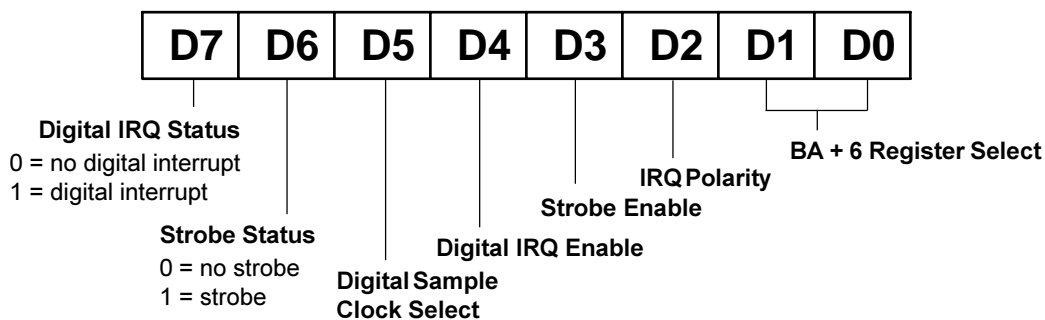 D7 D6 D5 D4 D3 D2 D1 D0
Digital IRQ Status
0 = no digital interrupt
1 = digital interrupt
Strobe Status
0 = no strobe
1 = strobe
Digital Sample
Clock Select
Digital IRQ Enable
Strobe Enable
IRQ Polarity
BA + 6 Register Select